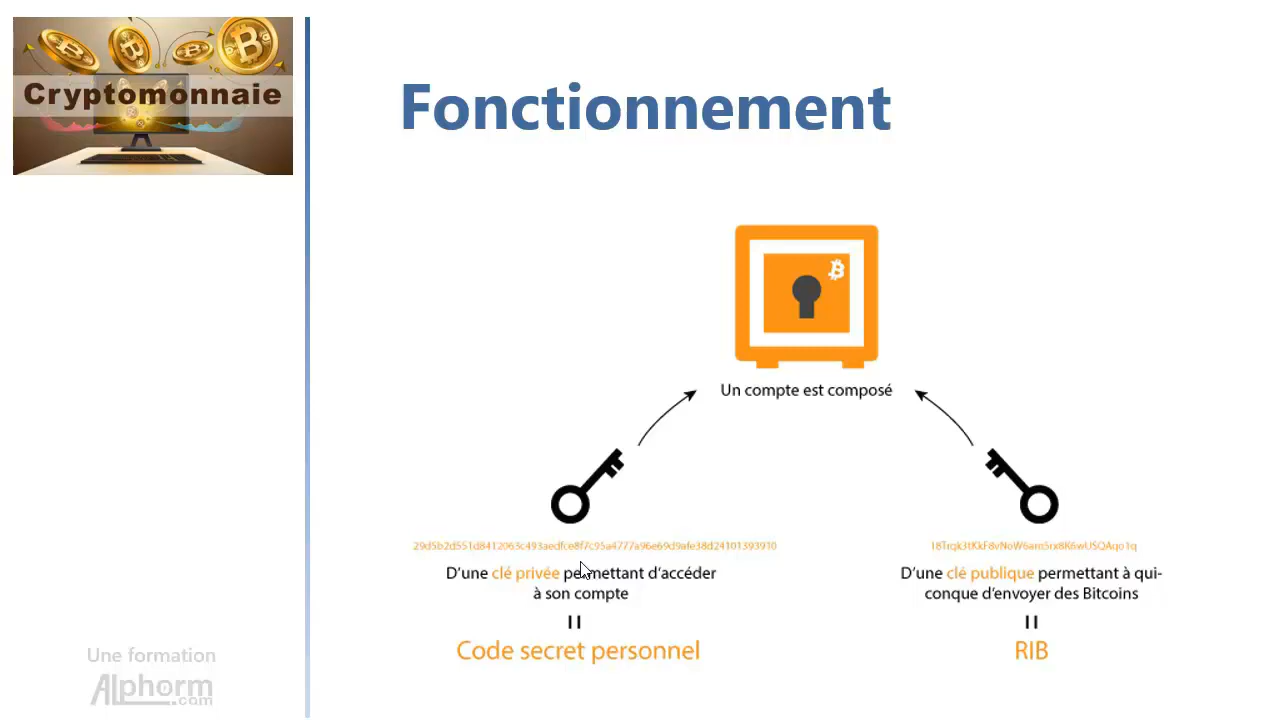 Cryptomonnaie
Fonctionnement
Un compte est composé
29d5b2d551d8412063c493aedfce8f7c95a4777a96e69d9afe38d24101393910
18Trqk3tKkF8vNoW6am5rx8K6wUSQAqo1q
D'une clé privée permettant d'accéder
à son compte
D'une clé publique permettant à qui-
conque d'envoyer des Bitcoins
Code secret personnel
RIB
Une formation
Alphorm
.com